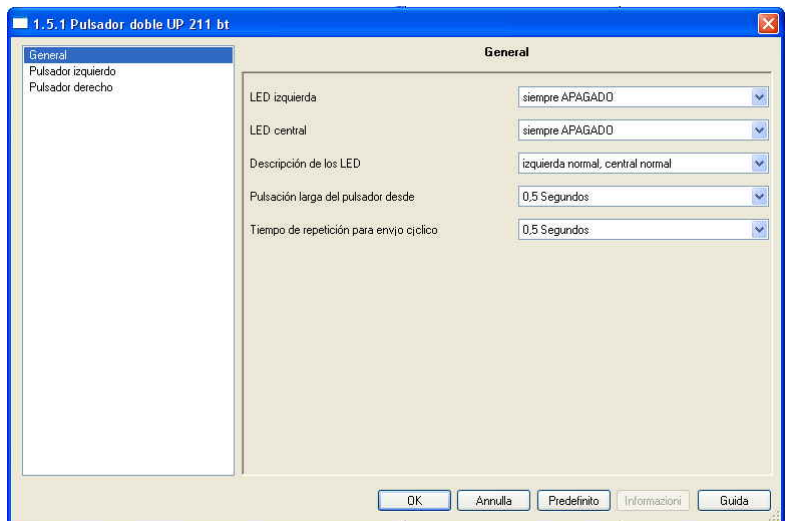 1.5.1 Pulsador doble UP 211 bt
General
Pulsador izquierdo
Pulsador derecho
General
LED izquierda siempre APAGADO
LED central siempre APAGADO
Descripción de los LED izquierda normal, central normal
Pulsación larga del pulsador desde 0,5 Segundos
Tiempo de repetición para envjo cjclico 0,5 Segundos
OK Annulla Predefinito Informazioni Guida